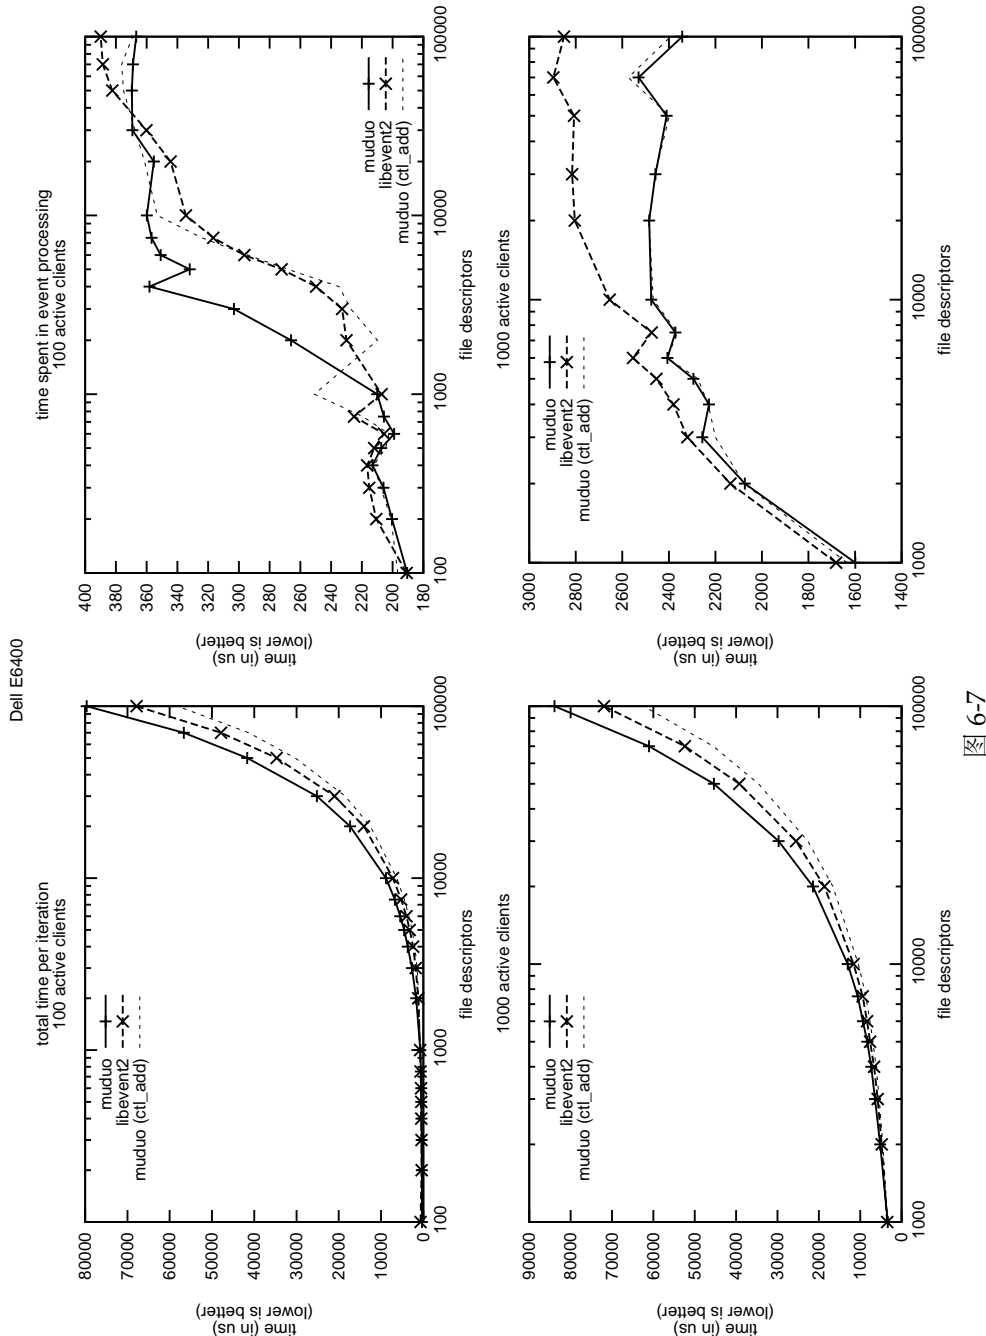 Dell E6400
total time per iteration
100 active clients
muduo
libevent2
muduo (ctl_add)
80000
70000
60000
50000
40000
30000
20000
10000
0
time (in us)
(lower is better)
100
1000
10000
100000
file descriptors
time spent in event processing
100 active clients
400
380
360
340
320
300
280
260
240
220
200
180
time (in us)
(lower is better)
muduo
libevent2
muduo (ctl_add)
100
1000
10000
100000
file descriptors
1000 active clients
muduo
libevent2
muduo (ctl_add)
90000
80000
70000
60000
50000
40000
30000
20000
10000
0
time (in us)
(lower is better)
1000
10000
100000
file descriptors
1000 active clients
muduo
libevent2
muduo (ctl_add)
3000
2800
2600
2400
2200
2000
1800
1600
1400
time (in us)
(lower is better)
1000
10000
100000
file descriptors
图 6-7